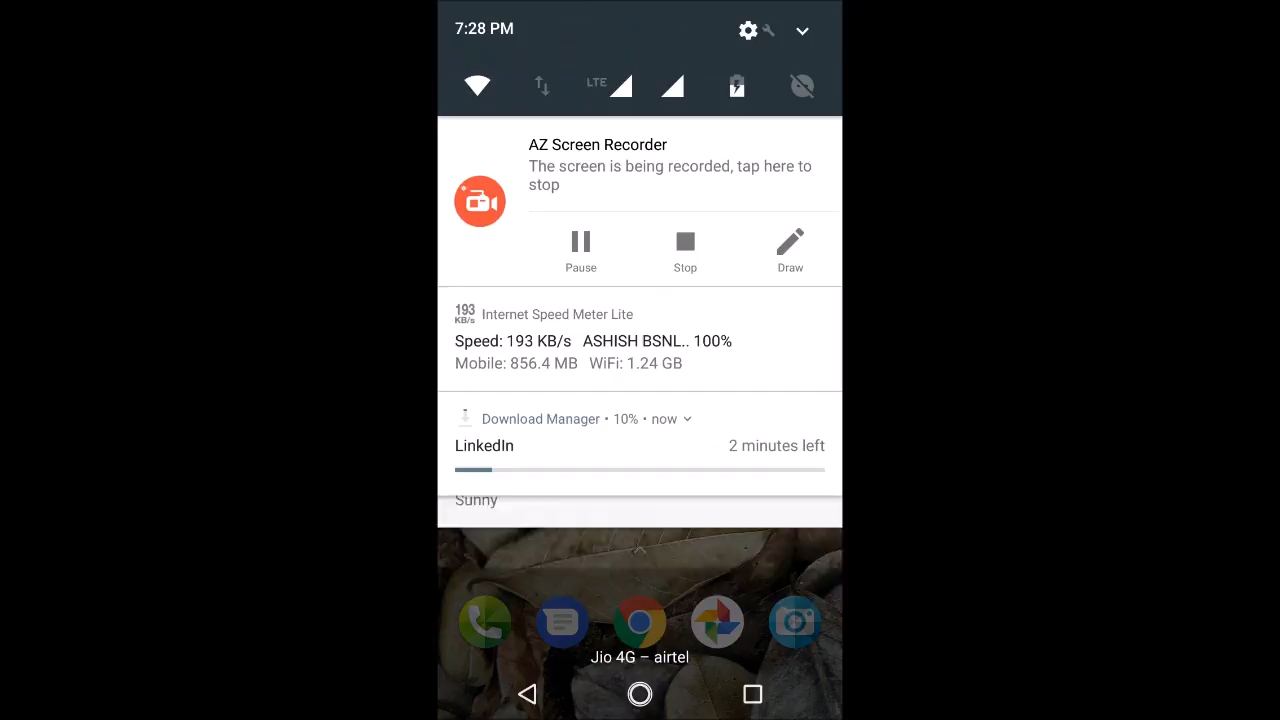 7:28 PM
LTE
AZ Screen Recorder
The screen is being recorded, tap here to
stop
Pause Stop Draw
193 KB/s Internet Speed Meter Lite
Speed: 193 KB/s ASHISH BSNL.. 100%
Mobile: 856.4 MB WiFi: 1.24 GB
Download Manager • 10% • now
LinkedIn 2 minutes left
Sunny
Jio 4G – airtel